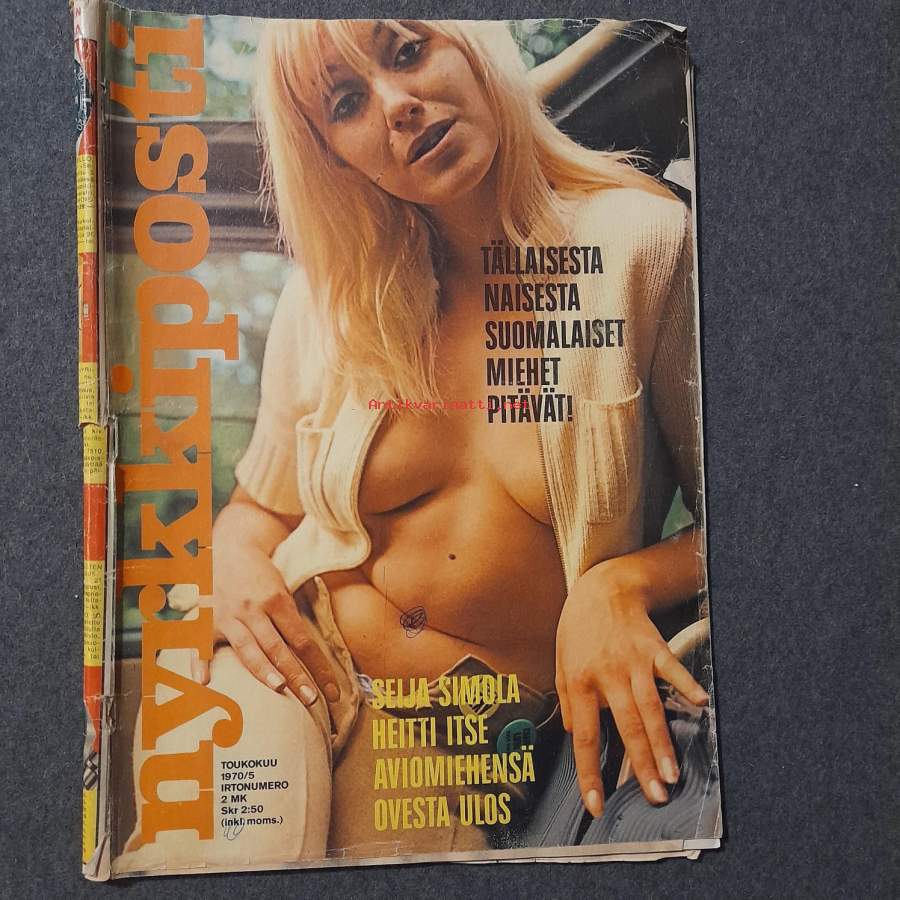 nyrkkiposti
TÄLLAISESTA
NAISESTA
SUOMALAISET
MIEHET
PITÄVÄT!
Antikvariaatti.net
SEIJA SIMOLA
HEITTI ITSE
AVIOMIEHENSÄ
OVESTA ULOS
TOUKOKUU
1970/5
IRTONUMERO
2 MK
Skr 2:50
(inkl. moms.)